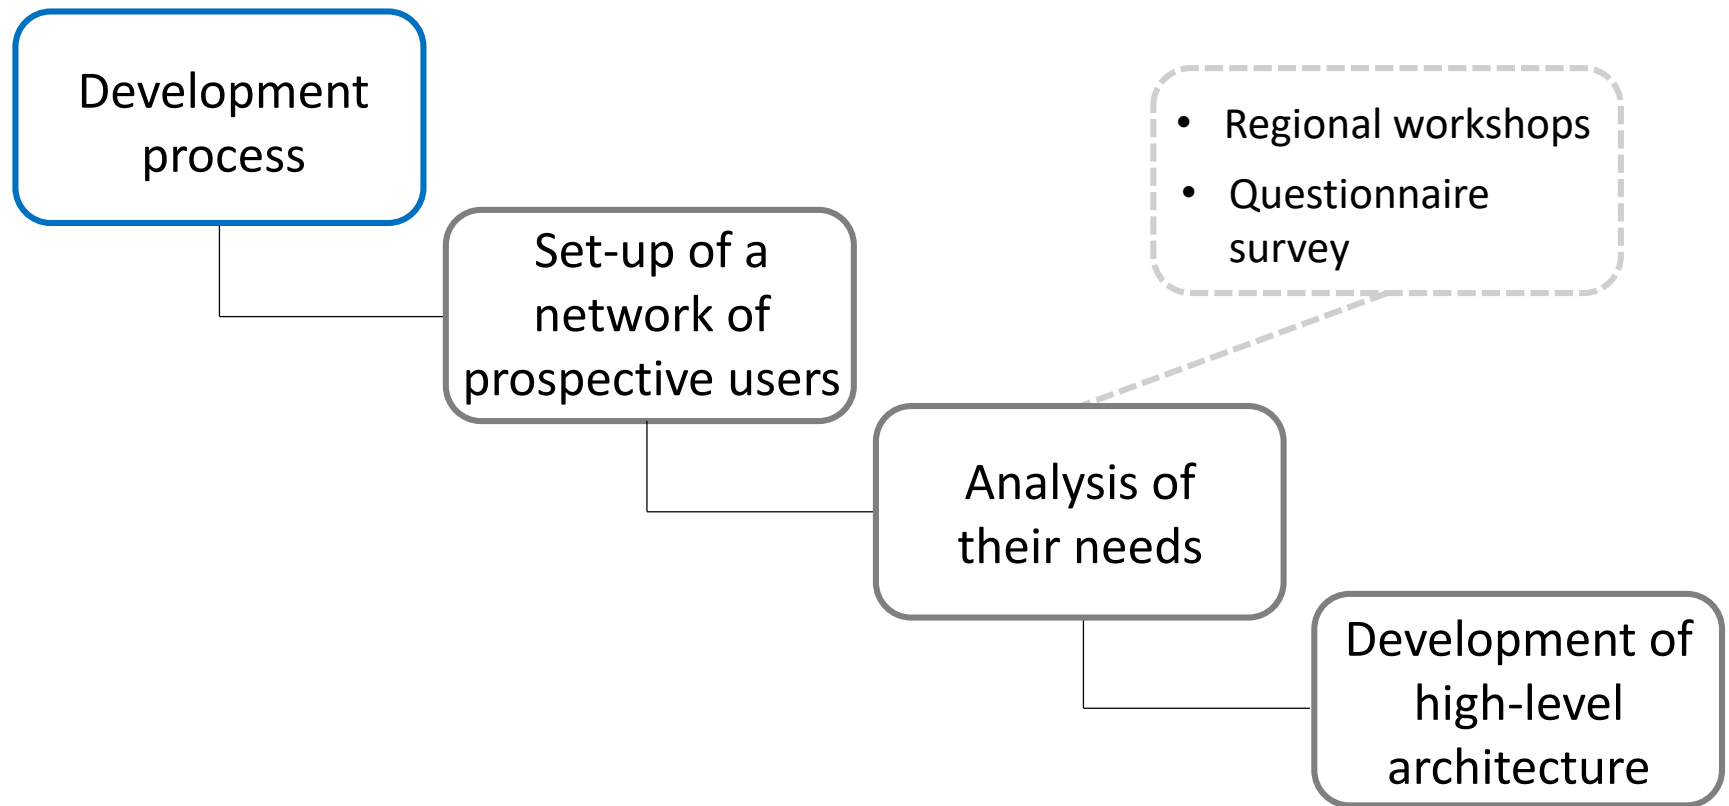 Development
process
• Regional workshops
• Questionnaire
survey
Set-up of a
network of
prospective users
Analysis of
their needs
Development of
high-level
architecture